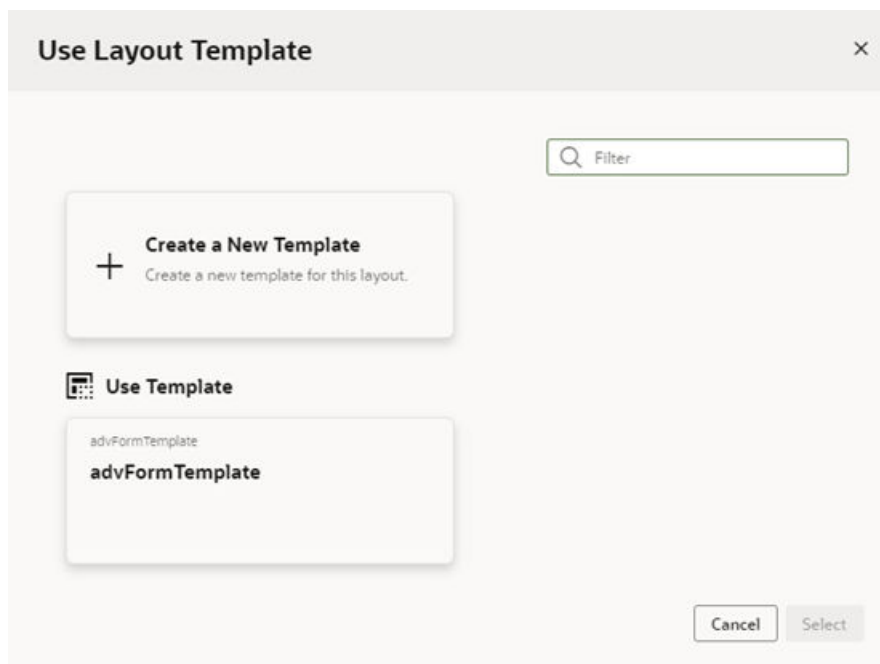 Use Layout Template
Filter
Create a New Template
Create a new template for this layout.
Use Template
advFormTemplate
advFormTemplate
Cancel
Select